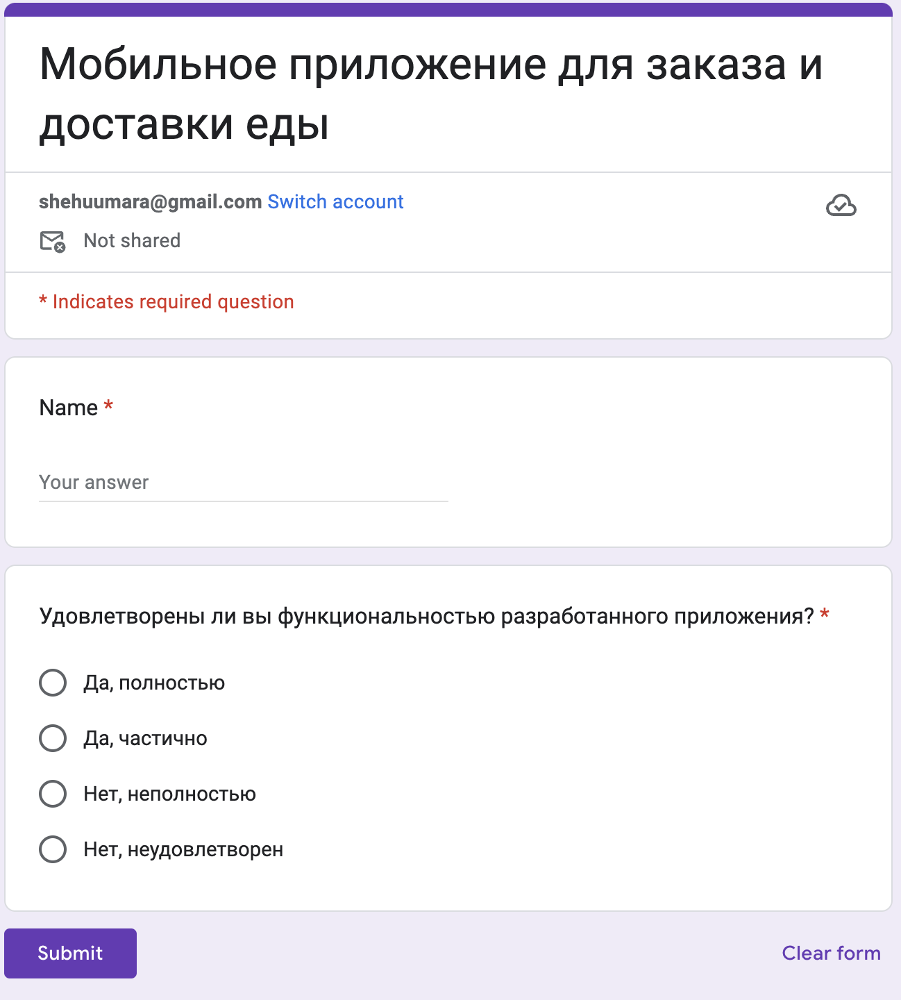 Мобильное приложение для заказа и
доставки еды
shehuumara@gmail.com Switch account
Not shared
* Indicates required question
Name *
Your answer
Удовлетворены ли вы функциональностью разработанного приложения? *
Да, полностью
Да, частично
Нет, неполностью
Нет, неудовлетворен
Submit
Clear form